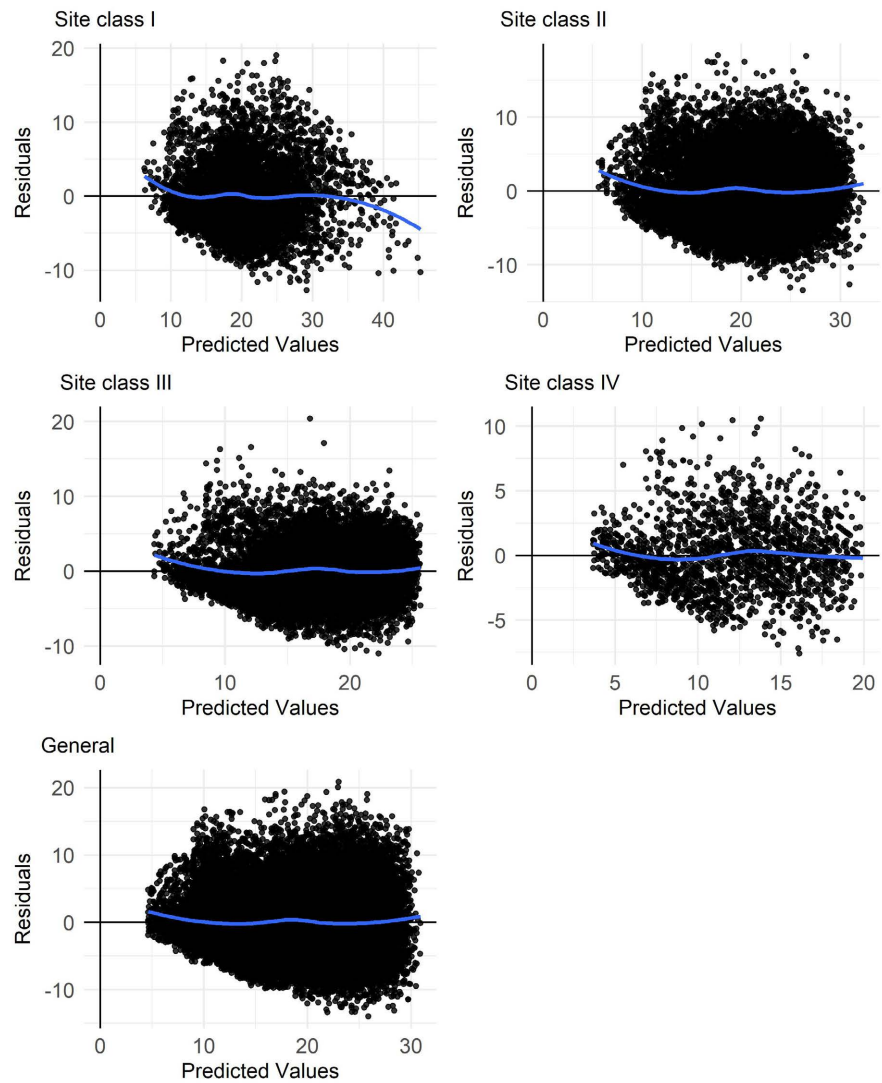 Site class I
20
10
0
-10
Residuals
0 10 20 30 40
Predicted Values
Site class II
10
0
-10
Residuals
0 10 20 30
Predicted Values
Site class III
20
10
0
-10
Residuals
0 10 20
Predicted Values
Site class IV
10
5
0
-5
Residuals
0 5 10 15 20
Predicted Values
General
20
10
0
-10
Residuals
0 10 20 30
Predicted Values